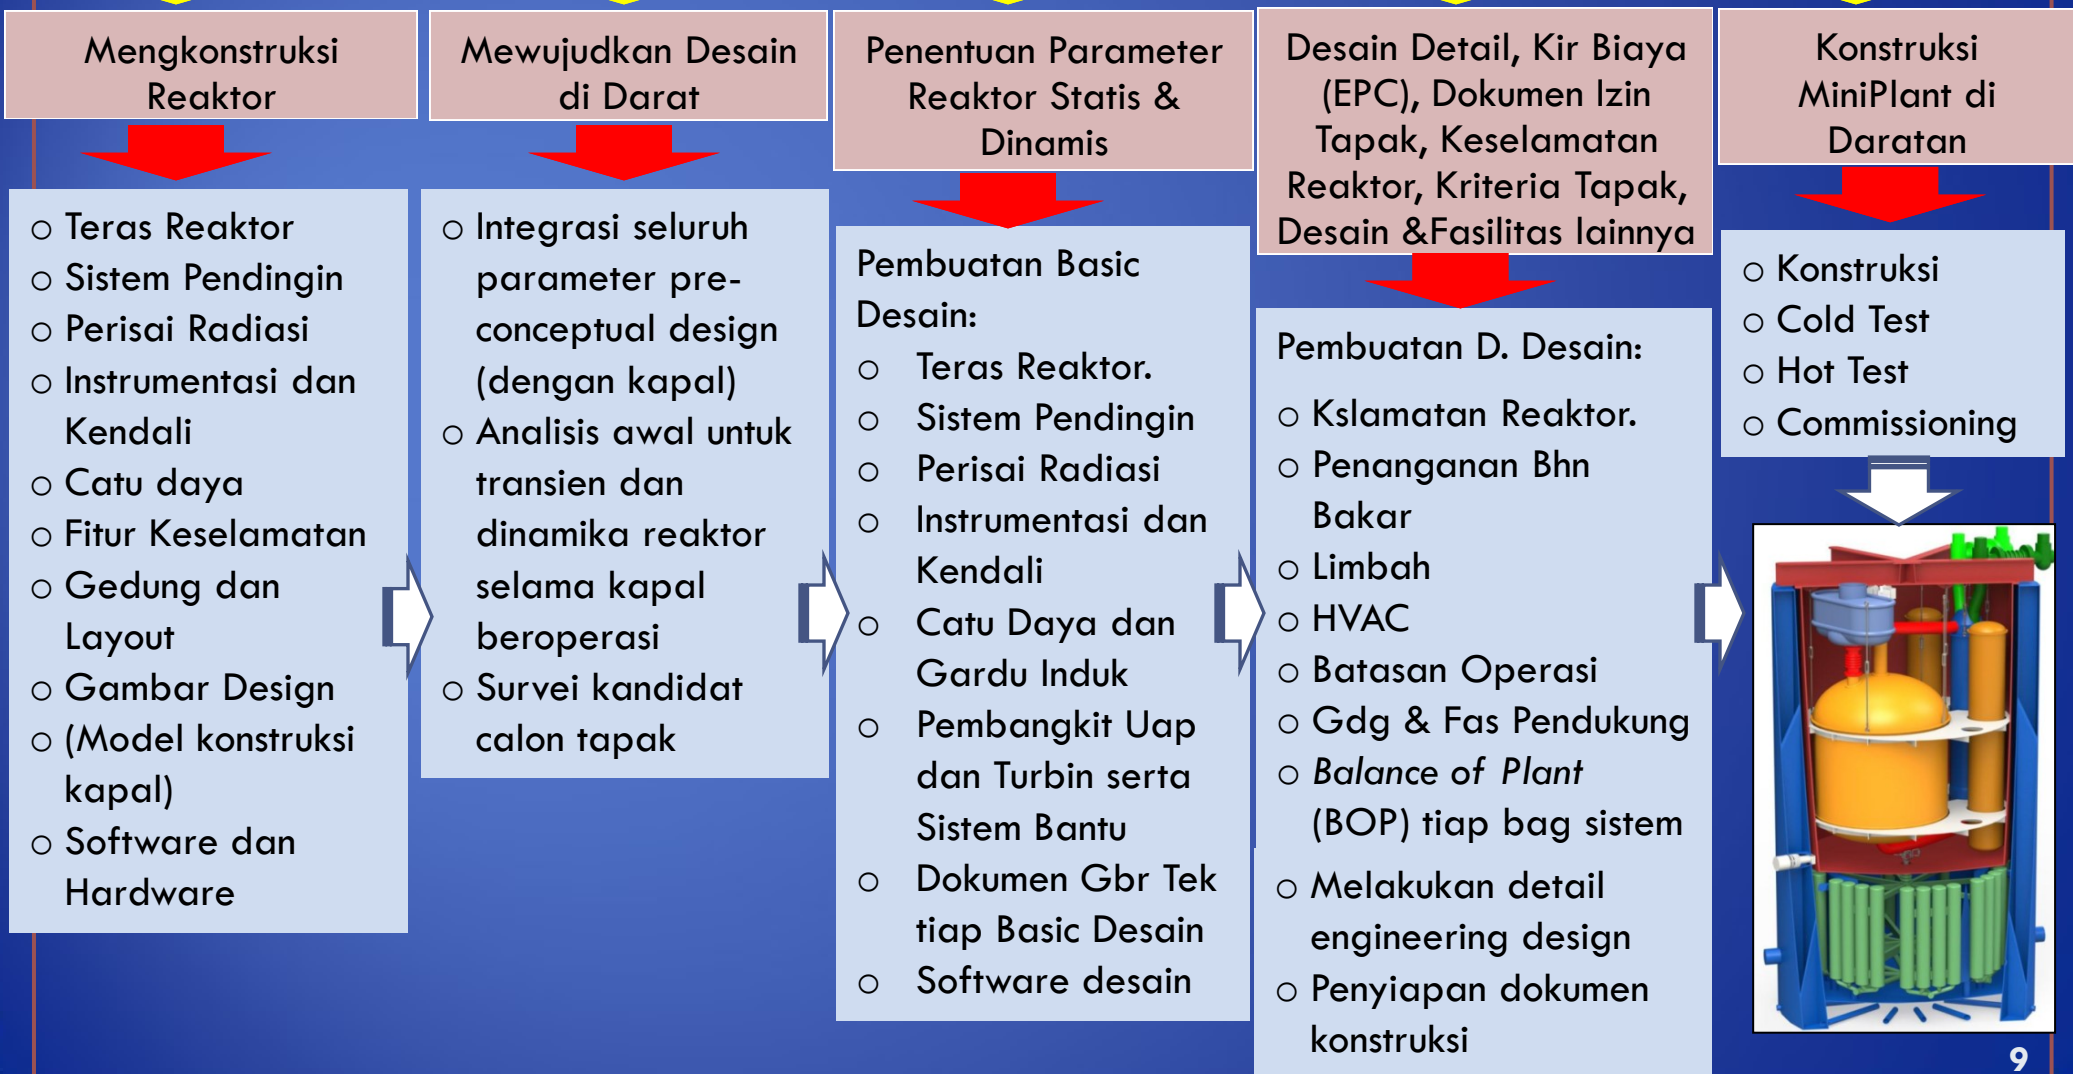 Mengkonstruksi
Reaktor
o Teras Reaktor
o Sistem Pendingin
o Perisai Radiasi
o Instrumentasi dan
Kendali
o Catu daya
o Fitur Keselamatan
o Gedung dan
Layout
o Gambar Design
o (Model konstruksi
kapal)
o Software dan
Hardware
Mewujudkan Desain
di Darat
o Integrasi seluruh
parameter pre-
conceptual design
(dengan kapal)
o Analisis awal untuk
transien dan
dinamika reaktor
selama kapal
beroperasi
o Survei kandidat
calon tapak
Penentuan Parameter
Reaktor Statis &
Dinamis
Pembuatan Basic
Desain:
o Teras Reaktor.
o Sistem Pendingin
o Perisai Radiasi
o Instrumentasi dan
Kendali
o Catu Daya dan
Gardu Induk
o Pembangkit Uap
dan Turbin serta
Sistem Bantu
o Dokumen Gbr Tek
tiap Basic Desain
o Software desain
Desain Detail, Kir Biaya
(EPC), Dokumen Izin
Tapak, Keselamatan
Reaktor, Kriteria Tapak,
Desain &Fasilitas lainnya
Pembuatan D. Desain:
o Kslamatan Reaktor.
o Penanganan Bhn
Bakar
o Limbah
o HVAC
o Batasan Operasi
o Gdg & Fas Pendukung
o Balance of Plant
(BOP) tiap bag sistem
o Melakukan detail
engineering design
o Penyiapan dokumen
konstruksi
Konstruksi
MiniPlant di
Daratan
o Konstruksi
o Cold Test
o Hot Test
o Commissioning
9